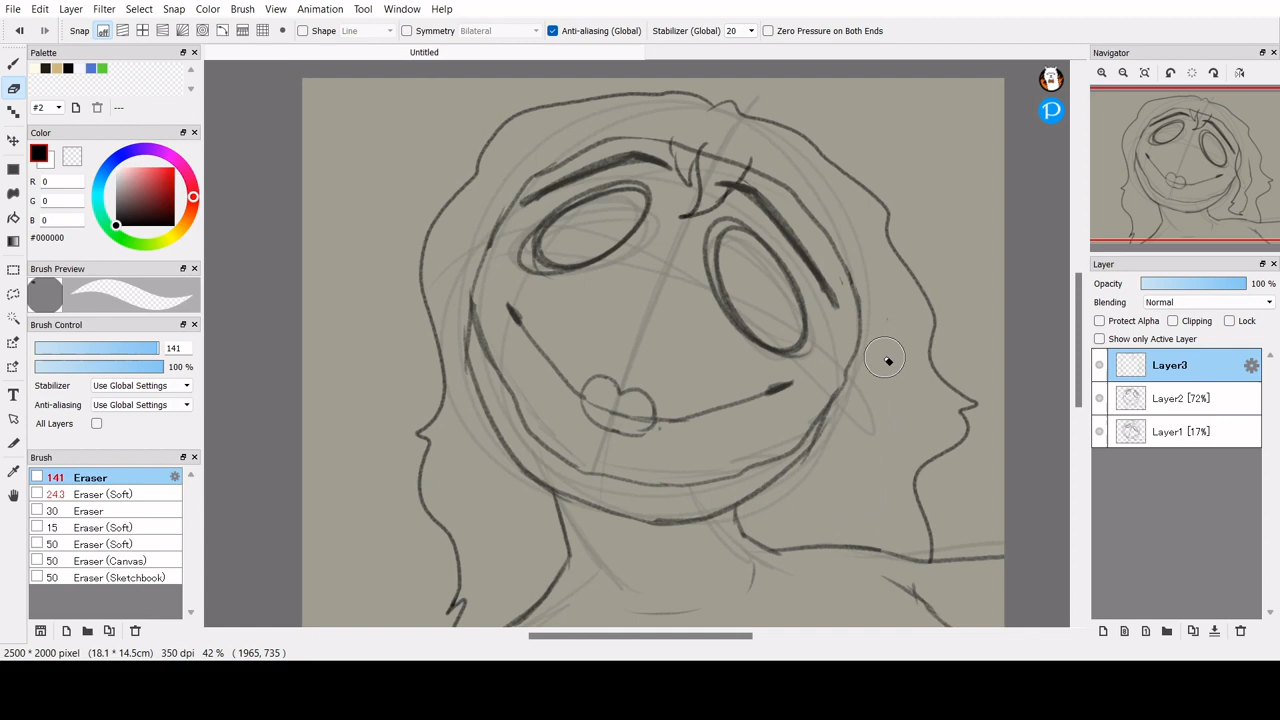 File Edit Layer Filter Select Snap Color Brush View Animation Tool Window Help
Snap Shape Line Symmetry Bilateral Anti-aliasing (Global) Stabilizer (Global) 20 Zero Pressure on Both Ends
Palette
Untitled
Navigator
#2 ---
Color
R 0
G 0
B 0
#000000
Brush Preview
Brush Control
141
100 %
Stabilizer Use Global Settings
Anti-aliasing Use Global Settings
All Layers
Brush
141 Eraser
243 Eraser (Soft)
30 Eraser
15 Eraser (Soft)
50 Eraser (Soft)
50 Eraser (Canvas)
50 Eraser (Sketchbook)
Layer
Opacity 100 %
Blending Normal
Protect Alpha Clipping Lock
Show only Active Layer
Layer3
Layer2 [72%]
Layer1 [17%]
2500 * 2000 pixel (18.1 * 14.5cm) 350 dpi 42 % ( 1965, 735 )